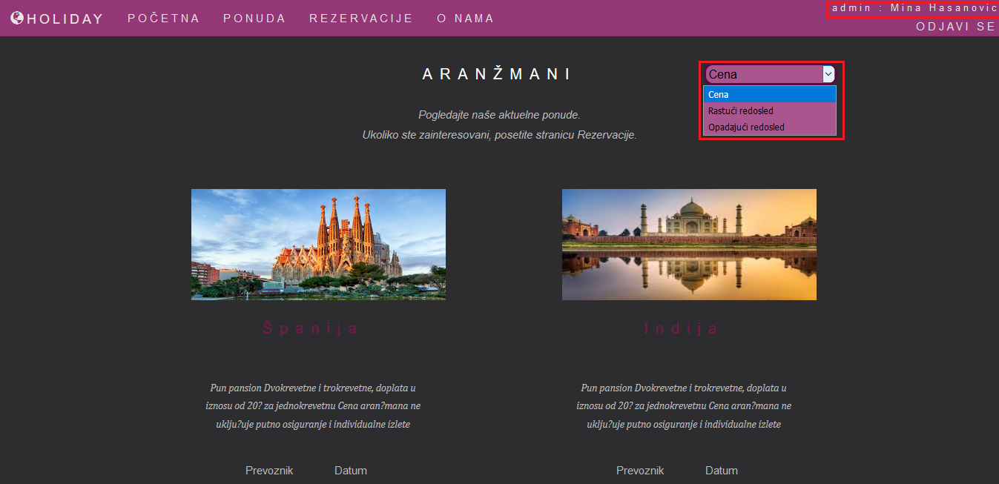 HOLIDAY POČETNA PONUDA REZERVACIJE O NAMA
admin : Mina Hasanovic
ODJAVI SE
ARANŽMANI
Cena
Cena
Rastući redosled
Opadajući redosled
Pogledajte naše aktuelne ponude.
Ukoliko ste zainteresovani, posetite stranicu Rezervacije.
Španija
Pun pansion Dvokrevetne i trokrevetne, doplata u
iznosu od 20? za jednokrevetnu Cena aran?mana ne
uklju?uje putno osiguranje i individualne izlete
Prevoznik Datum
Indija
Pun pansion Dvokrevetne i trokrevetne, doplata u
iznosu od 20? za jednokrevetnu Cena aran?mana ne
uklju?uje putno osiguranje i individualne izlete
Prevoznik Datum